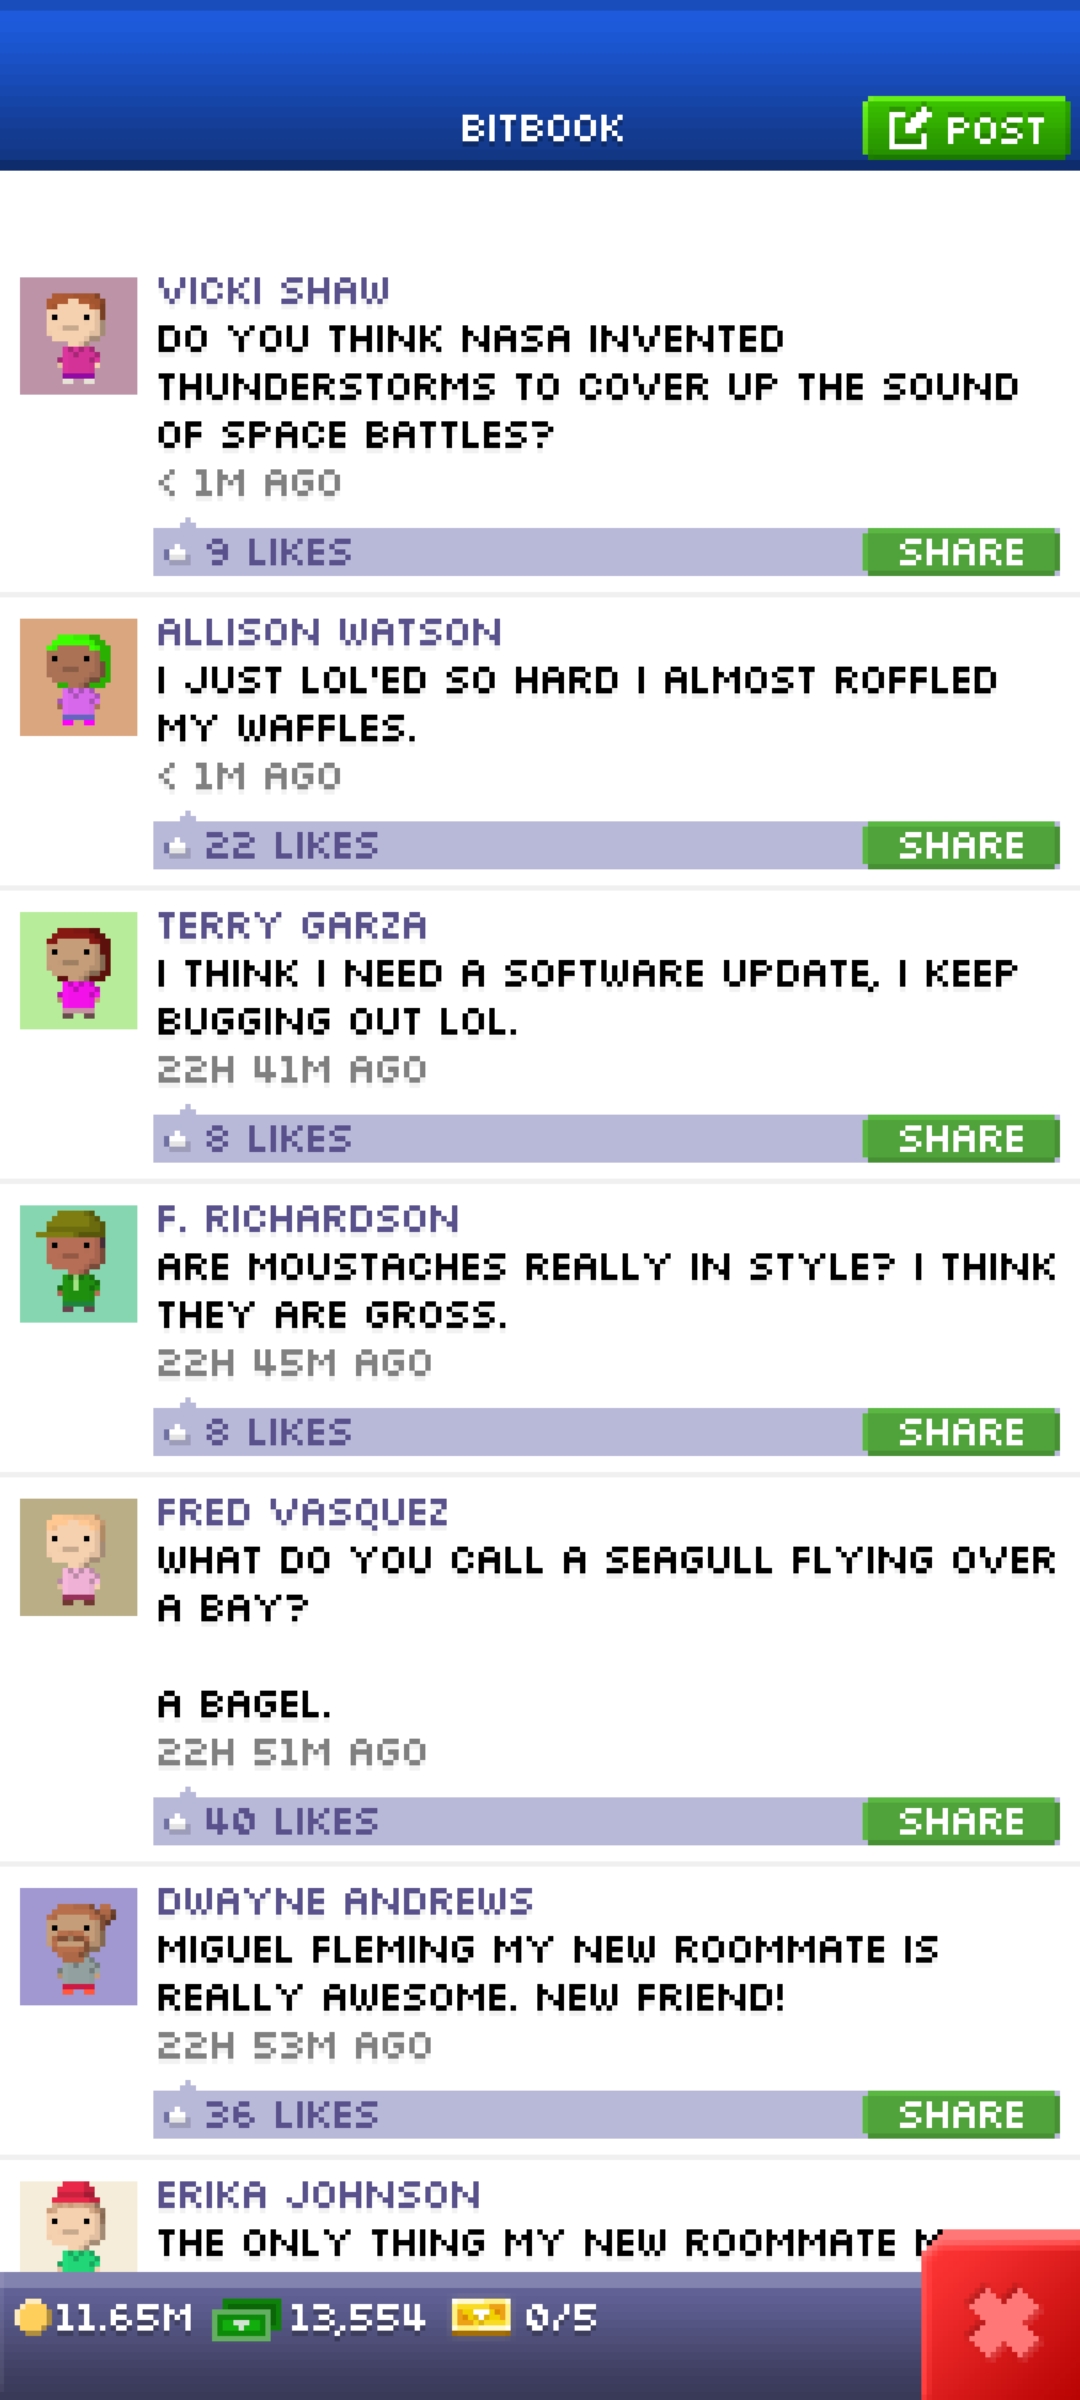 BITBOOK
POST
VICKI SHAW
DO YOU THINK NASA INVENTED
THUNDERSTORMS TO COVER UP THE SOUND
OF SPACE BATTLES?
< 1M AGO
9 LIKES
SHARE
ALLISON WATSON
I JUST LOL'ED SO HARD I ALMOST ROFFLED
MY WAFFLES.
< 1M AGO
22 LIKES
SHARE
TERRY GARZA
I THINK I NEED A SOFTWARE UPDATE, I KEEP
BUGGING OUT LOL.
22H 41M AGO
8 LIKES
SHARE
F. RICHARDSON
ARE MOUSTACHES REALLY IN STYLE? I THINK
THEY ARE GROSS.
22H 45M AGO
8 LIKES
SHARE
FRED VASQUEZ
WHAT DO YOU CALL A SEAGULL FLYING OVER
A BAY?
A BAGEL.
22H 51M AGO
40 LIKES
SHARE
DWAYNE ANDREWS
MIGUEL FLEMING MY NEW ROOMMATE IS
REALLY AWESOME. NEW FRIEND!
22H 53M AGO
36 LIKES
SHARE
ERIKA JOHNSON
THE ONLY THING MY NEW ROOMMATE
11.65M
13,554
0/5